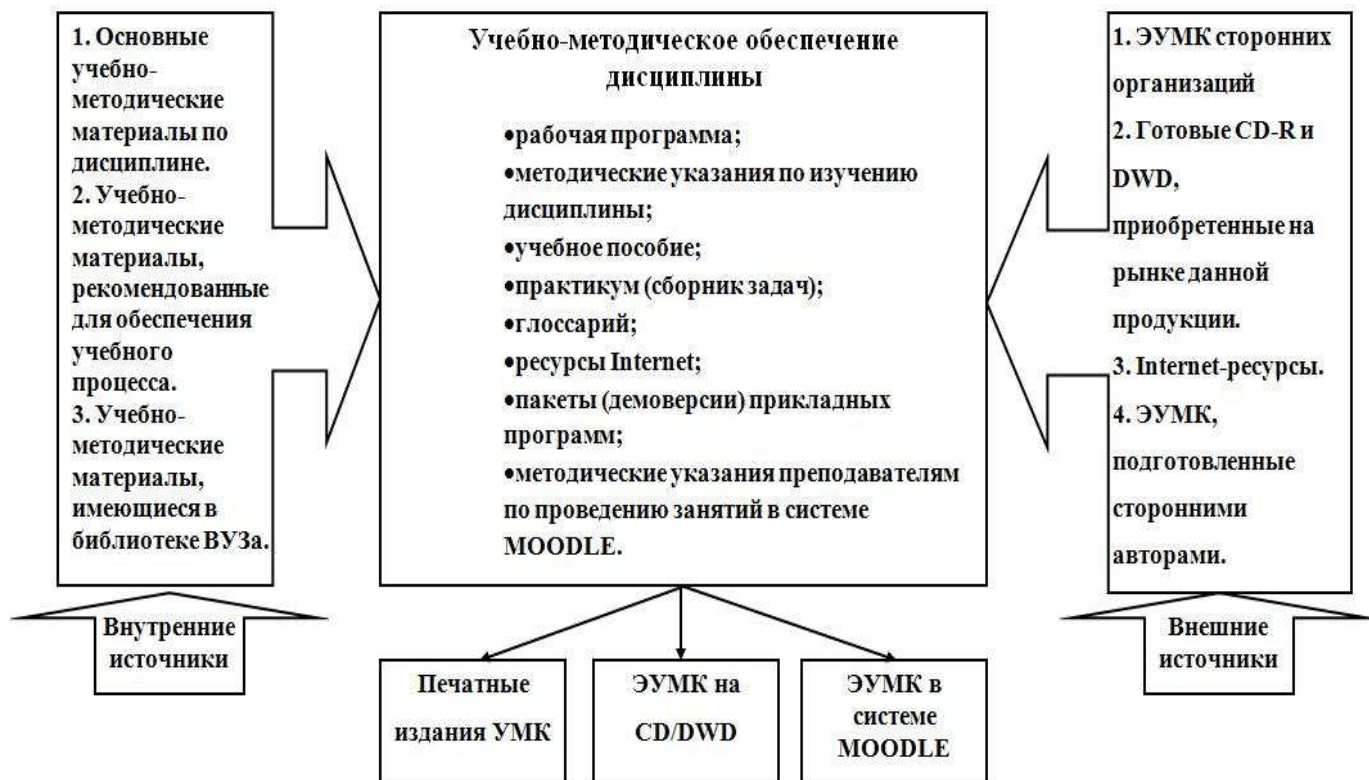 1. Основные
учебно-
методические
материалы по
дисциплине.
2. Учебно-
методические
материалы,
рекомендованные
для обеспечения
учебного
процесса.
3. Учебно-
методические
материалы,
имеющиеся в
библиотеке ВУЗа.
Внутренние
источники
Учебно-методическое обеспечение
дисциплины
•рабочая программа;
•методические указания по изучению
дисциплины;
•учебное пособие;
•практикум (сборник задач);
•глоссарий;
•ресурсы Internet;
•пакеты (демоверсии) прикладных
программ;
•методические указания преподавателям
по проведению занятий в системе
MOODLE.
1. ЭУМК сторонних
организаций
2. Готовые CD-R и
DWD,
приобретенные на
рынке данной
продукции.
3. Internet-ресурсы.
4. ЭУМК,
подготовленные
сторонними
авторами.
Внешние
источники
Печатные
издания УМК
ЭУМК на
CD/DWD
ЭУМК в
системе
MOODLE